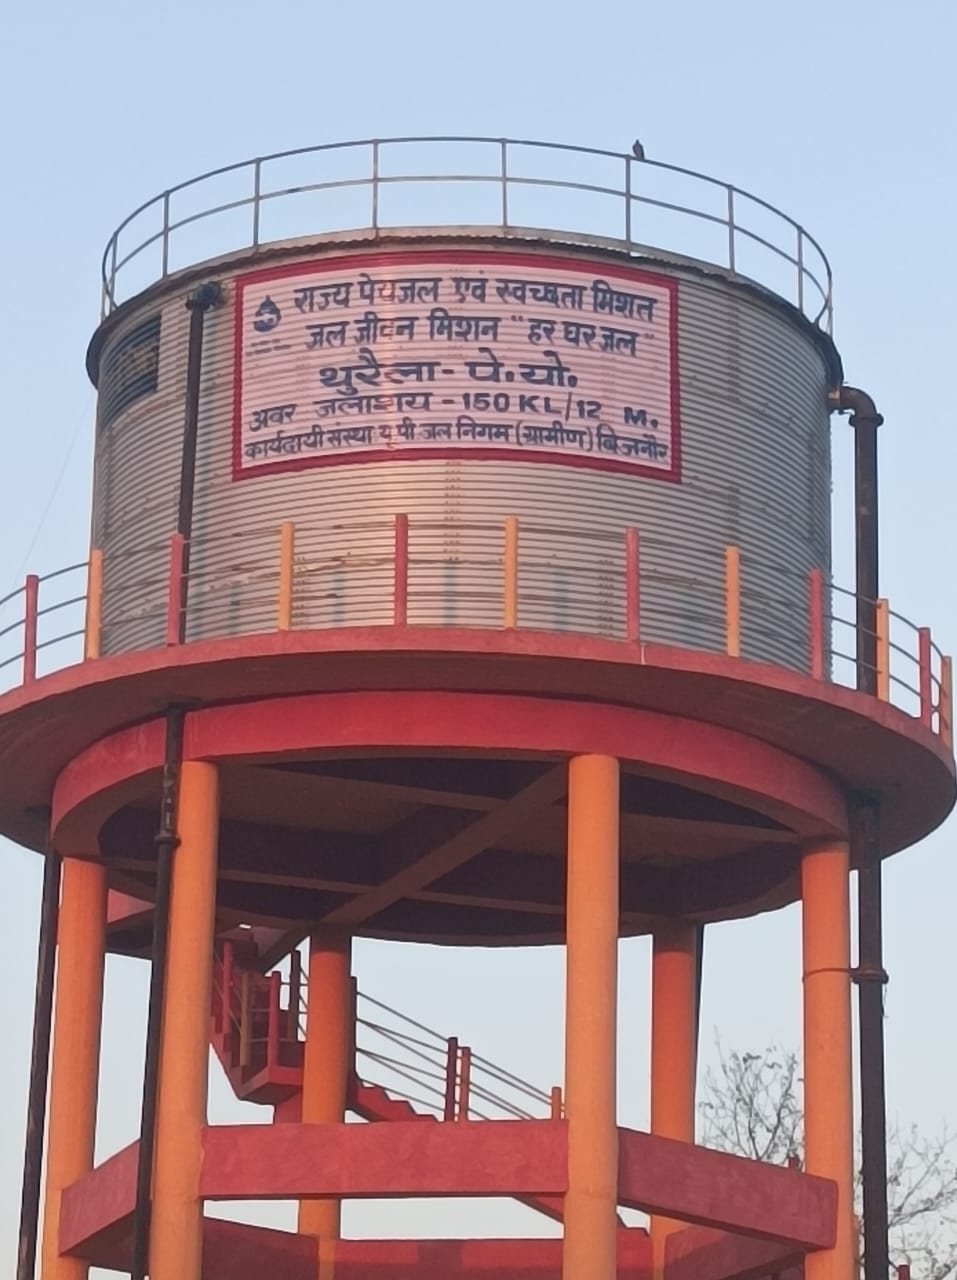 राज्य पेयजल एवं स्वच्छता मिशन
जल जीवन मिशन "हर घर जल"
थुरैला - पे.यो.
अवर जलाशय - 150 KL/12 M.
कार्यदायी संस्था यू पी जल निगम (ग्रामीण) बिजनौर